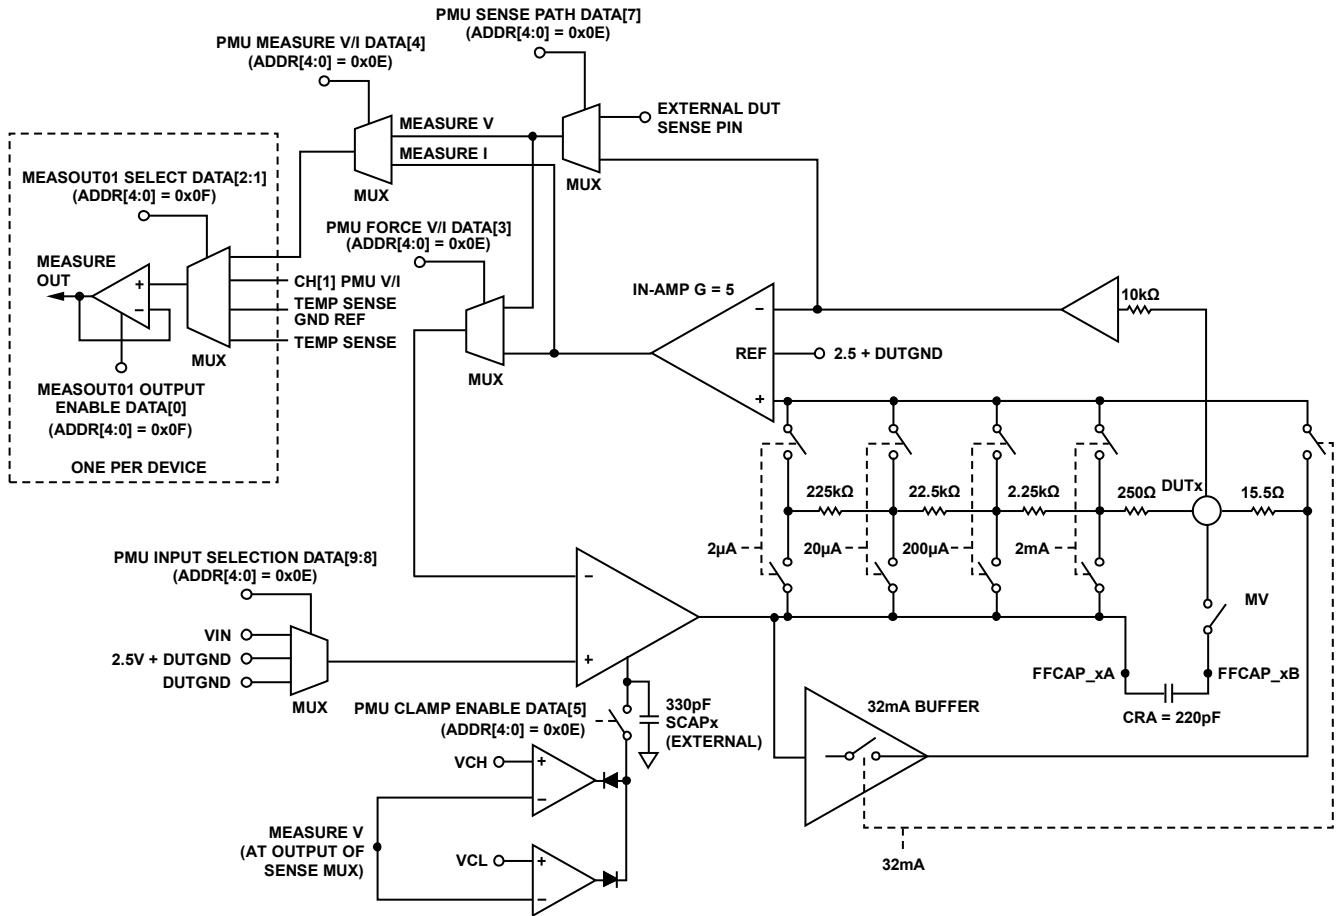 PMU SENSE PATH DATA[7]
(ADDR[4:0] = 0x0E)
PMU MEASURE V/I DATA[4]
(ADDR[4:0] = 0x0E)
EXTERNAL DUT
SENSE PIN
MEASURE V
MEASURE I
MUX
MUX
MEASOUT01 SELECT DATA[2:1]
(ADDR[4:0] = 0x0F)
PMU FORCE V/I DATA[3]
(ADDR[4:0] = 0x0E)
MEASURE
OUT
+
−
CH[1] PMU V/I
TEMP SENSE
GND REF
TEMP SENSE
MUX
MEASOUT01 OUTPUT
ENABLE DATA[0]
(ADDR[4:0] = 0x0F)
ONE PER DEVICE
MUX
IN-AMP G = 5
−
REF
+
2.5 + DUTGND
10kΩ
225kΩ
22.5kΩ
2.25kΩ
250Ω
DUTx
15.5Ω
2µA
20µA
200µA
2mA
MV
PMU INPUT SELECTION DATA[9:8]
(ADDR[4:0] = 0x0E)
VIN
2.5V + DUTGND
DUTGND
MUX
−
+
FFCAP_xA
FFCAP_xB
CRA = 220pF
PMU CLAMP ENABLE DATA[5]
(ADDR[4:0] = 0x0E)
330pF
SCAPx
(EXTERNAL)
32mA BUFFER
VCH
+
−
MEASURE V
(AT OUTPUT OF
SENSE MUX)
VCL
+
−
32mA